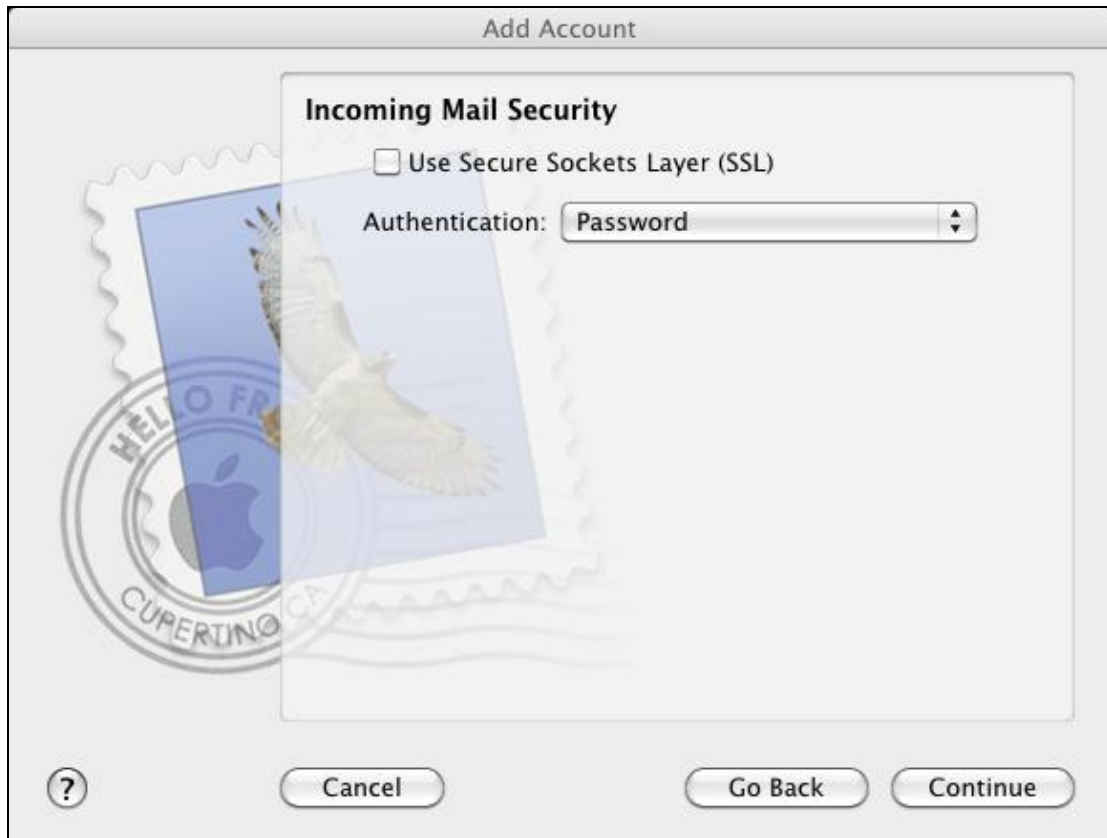 Add Account
Incoming Mail Security
Use Secure Sockets Layer (SSL)
Authentication: Password
HELLO FR
CUPERTINO CA
? Cancel Go Back Continue